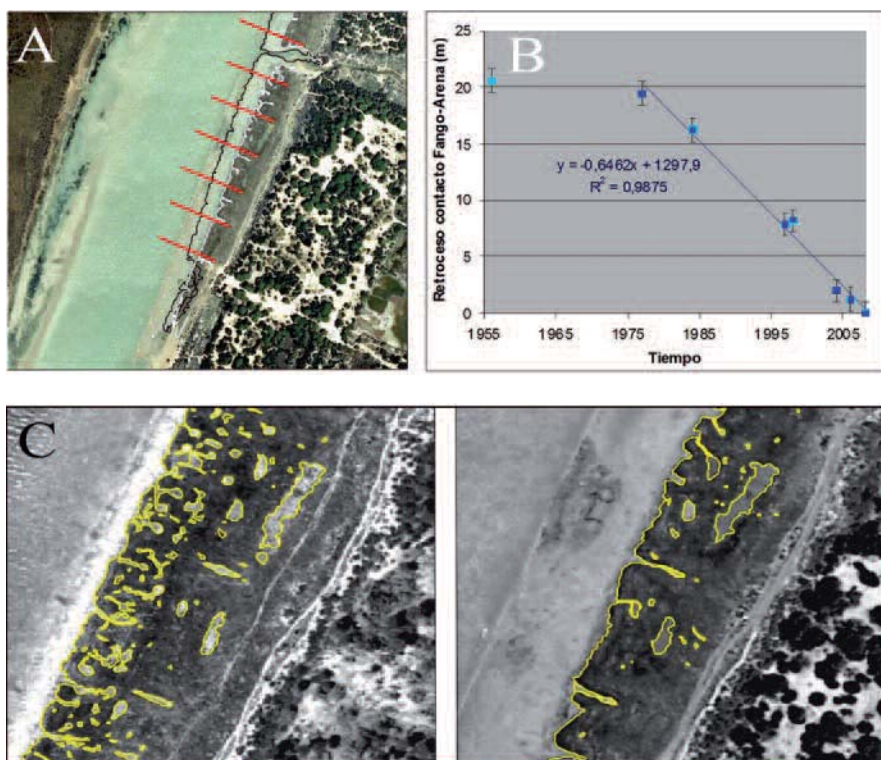 A
B
Retroceso contacto Fango-Arena (m)
25
20
15
10
5
0
y = -0,6462x + 1297,9
R² = 0,9875
1955
1965
1975
1985
1995
2005
Tiempo
C